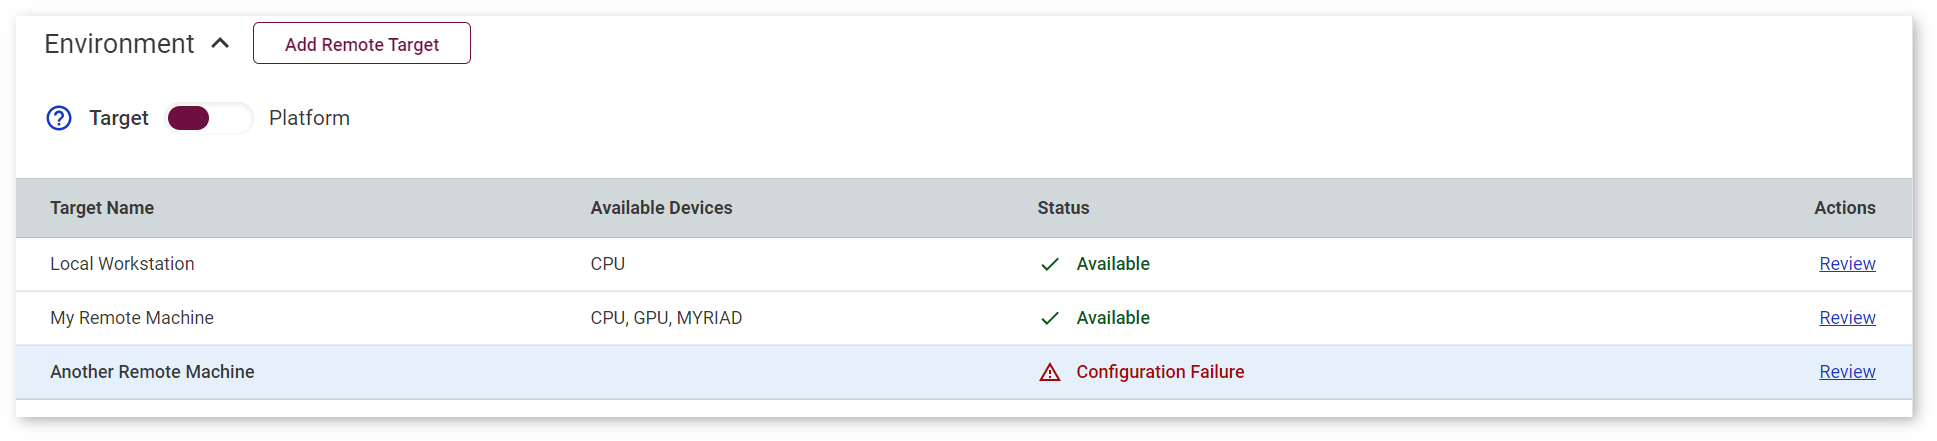 Environment Add Remote Target
Target Platform
Target Name Available Devices Status Actions
Local Workstation CPU Available Review
My Remote Machine CPU, GPU, MYRIAD Available Review
Another Remote Machine Configuration Failure Review